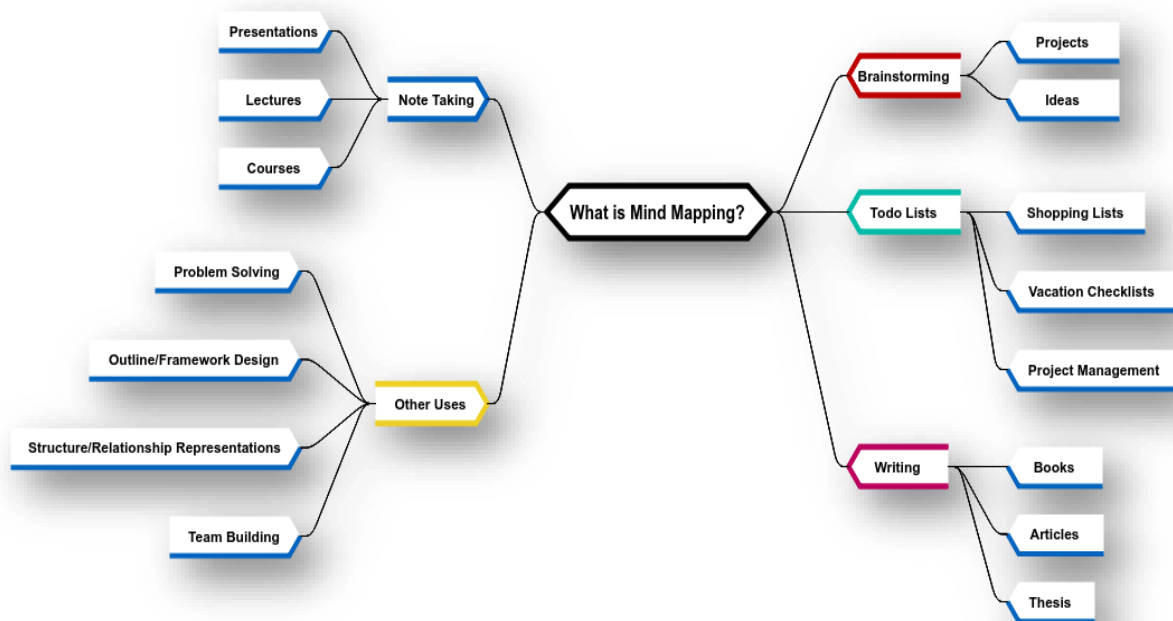 What is Mind Mapping?
Note Taking
Presentations
Lectures
Courses
Other Uses
Problem Solving
Outline/Framework Design
Structure/Relationship Representations
Team Building
Brainstorming
Projects
Ideas
Todo Lists
Shopping Lists
Vacation Checklists
Project Management
Writing
Books
Articles
Thesis